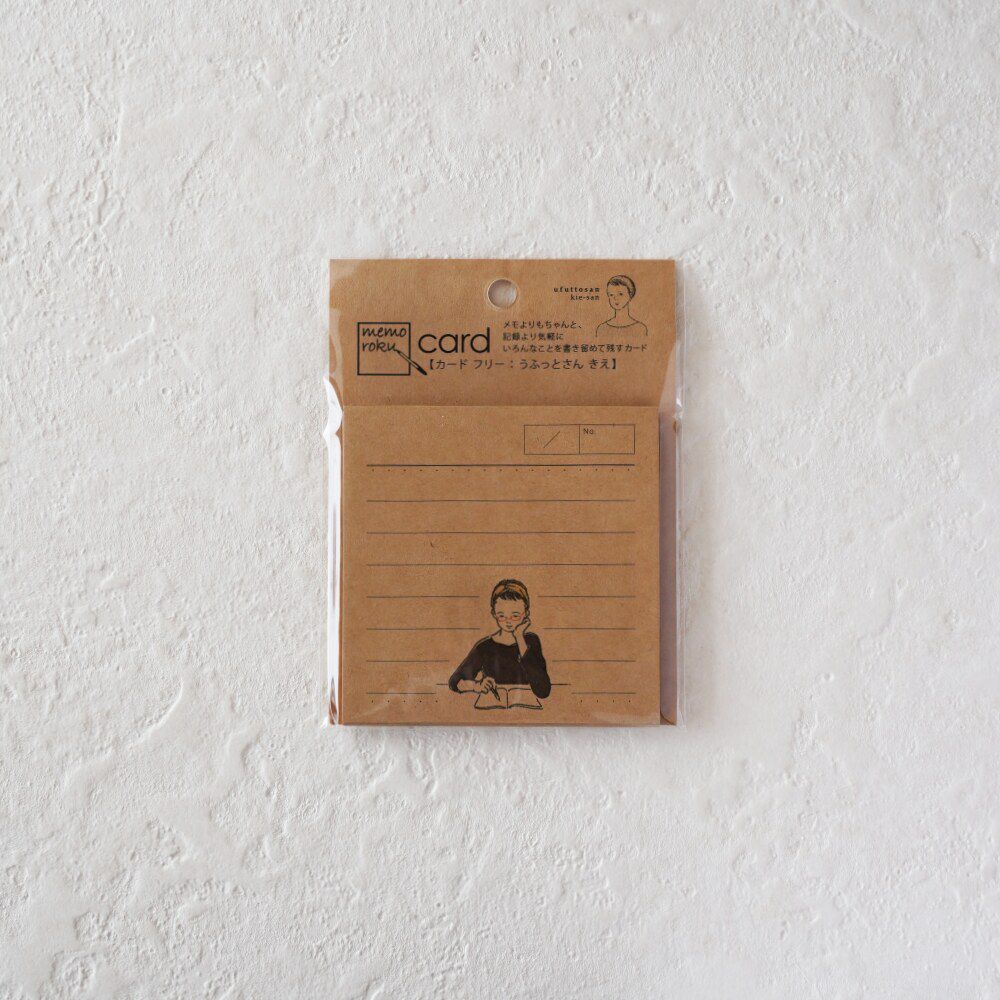 ufuttosan
kie-san
memo
roku
card
メモよりもちゃんと、
記録より気軽に
いろんなことを書き留めて残すカード
【カード フリー：うふっとさん きえ】
No.